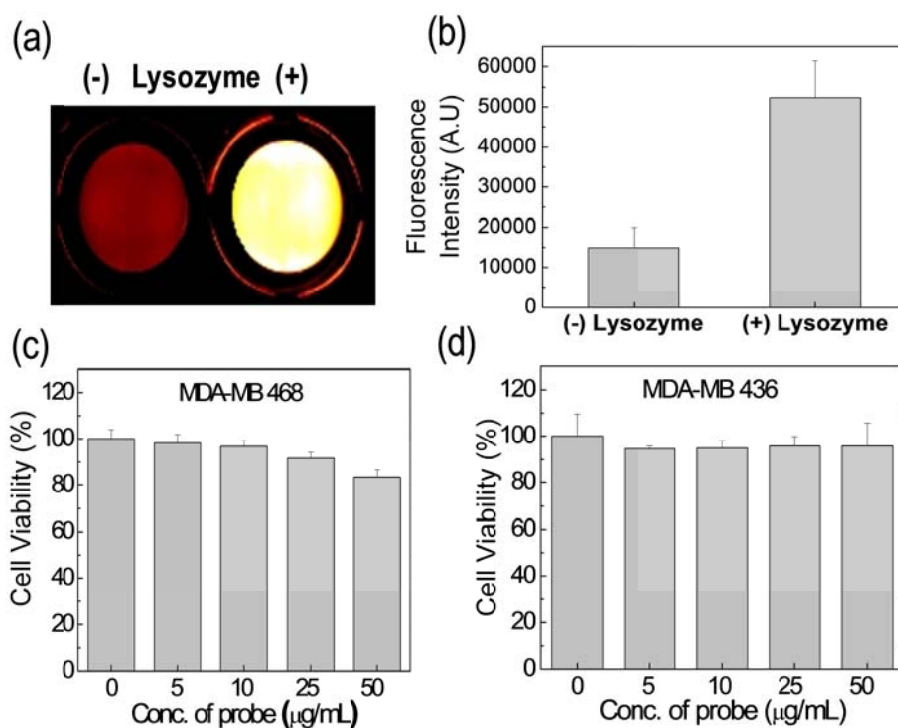 (a)
(-) Lysozyme (+)
(b)
Fluorescence
Intensity (A.U)
60000
50000
40000
30000
20000
10000
0
(-) Lysozyme (+) Lysozyme
(c)
MDA-MB 468
Cell Viability (%)
120
100
80
60
40
20
0
0 5 10 25 50
Conc. of probe (μg/mL)
(d)
MDA-MB 436
Cell Viability (%)
120
100
80
60
40
20
0
0 5 10 25 50
Conc. of probe (μg/mL)